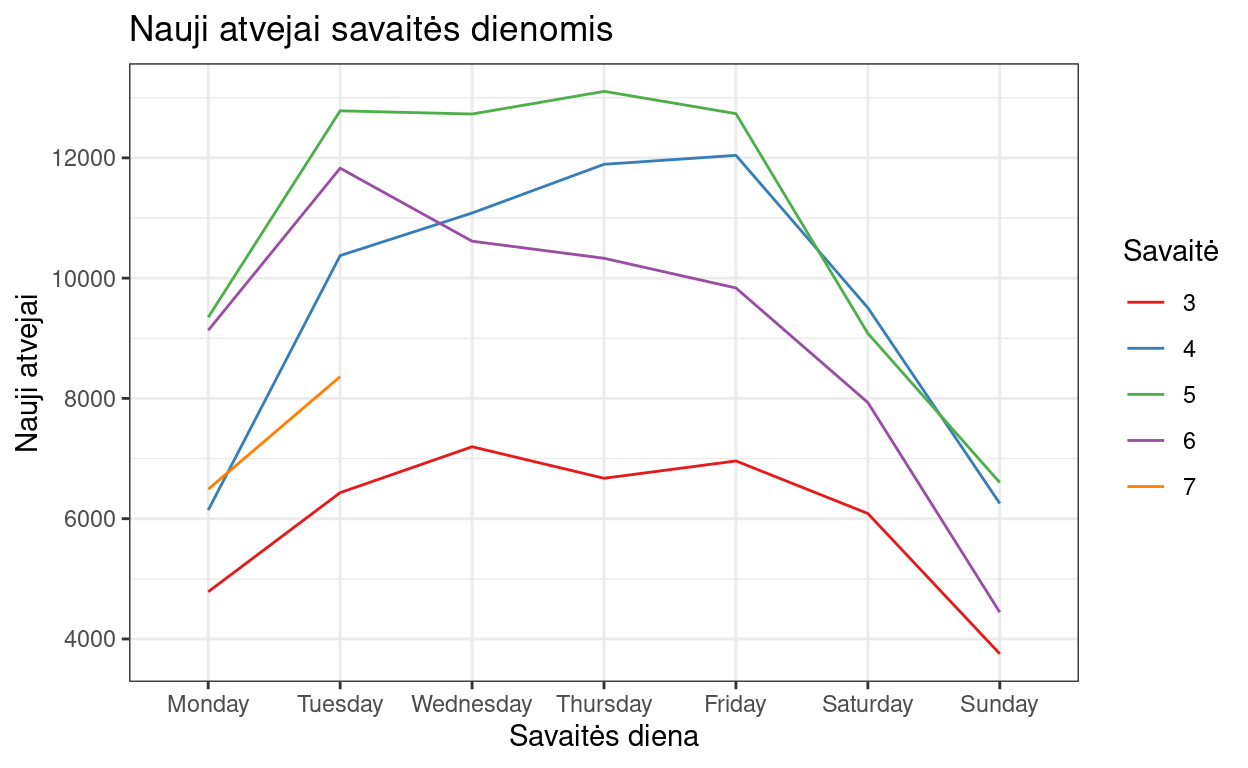 Nauji atvejai savaitės dienomis
Nauji atvejai
12000
10000
8000
6000
4000
Monday Tuesday Wednesday Thursday Friday Saturday Sunday
Savaitės diena
Savaitė
3
4
5
6
7